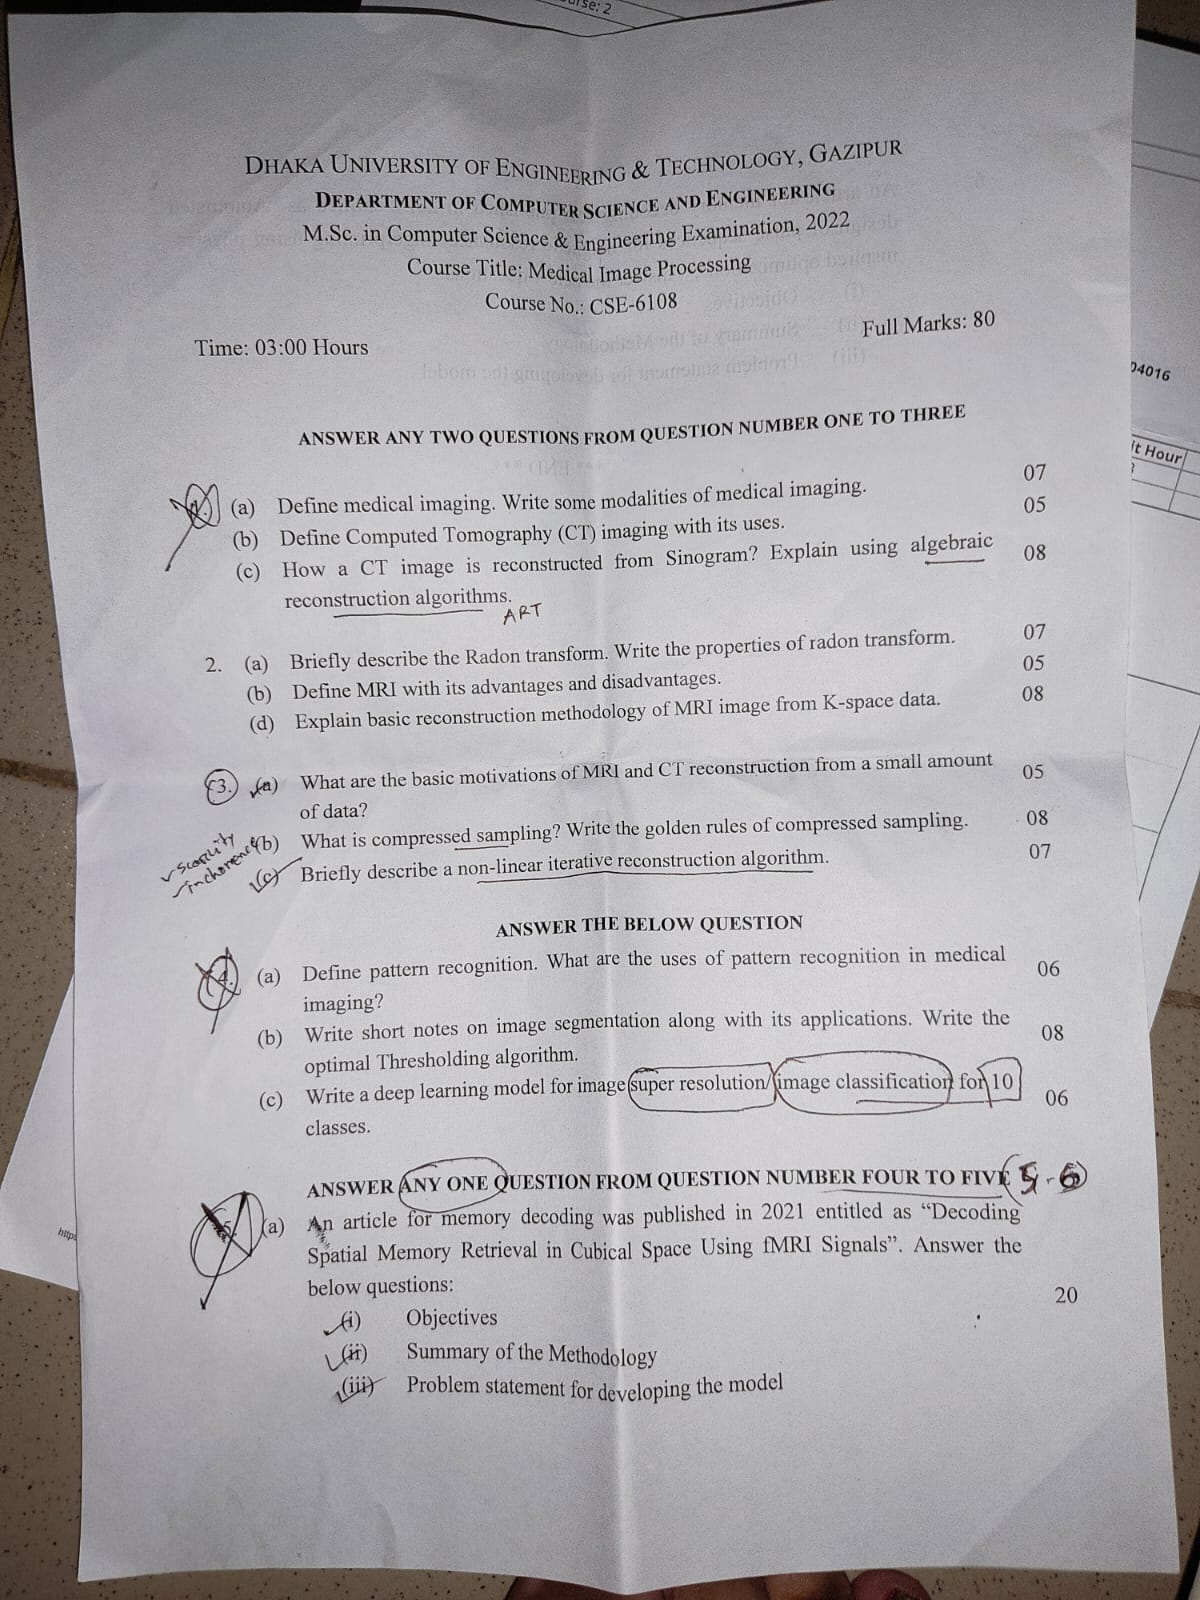 urse: 2
DHAKA UNIVERSITY OF ENGINEERING & TECHNOLOGY, GAZIPUR
DEPARTMENT OF COMPUTER SCIENCE AND ENGINEERING
M.Sc. in Computer Science & Engineering Examination, 2022
Course Title: Medical Image Processing
Course No.: CSE-6108
Time: 03:00 Hours Full Marks: 80
04016
it Hour
ANSWER ANY TWO QUESTIONS FROM QUESTION NUMBER ONE TO THREE
1. (a) Define medical imaging. Write some modalities of medical imaging. 07
(b) Define Computed Tomography (CT) imaging with its uses. 05
(c) How a CT image is reconstructed from Sinogram? Explain using algebraic 08
reconstruction algorithms.
ART
2. (a) Briefly describe the Radon transform. Write the properties of radon transform. 07
(b) Define MRI with its advantages and disadvantages. 05
(d) Explain basic reconstruction methodology of MRI image from K-space data. 08
3. (a) What are the basic motivations of MRI and CT reconstruction from a small amount 05
of data?
(b) What is compressed sampling? Write the golden rules of compressed sampling. 08
(c) Briefly describe a non-linear iterative reconstruction algorithm. 07
ANSWER THE BELOW QUESTION
4. (a) Define pattern recognition. What are the uses of pattern recognition in medical 06
imaging?
(b) Write short notes on image segmentation along with its applications. Write the 08
optimal Thresholding algorithm.
(c) Write a deep learning model for image super resolution/image classification for 10 06
classes.
ANSWER ANY ONE QUESTION FROM QUESTION NUMBER FOUR TO FIVE 5-6
5. (a) An article for memory decoding was published in 2021 entitled as “Decoding
Spatial Memory Retrieval in Cubical Space Using fMRI Signals”. Answer the
below questions: 20
(i) Objectives
(ii) Summary of the Methodology
(iii) Problem statement for developing the model
http